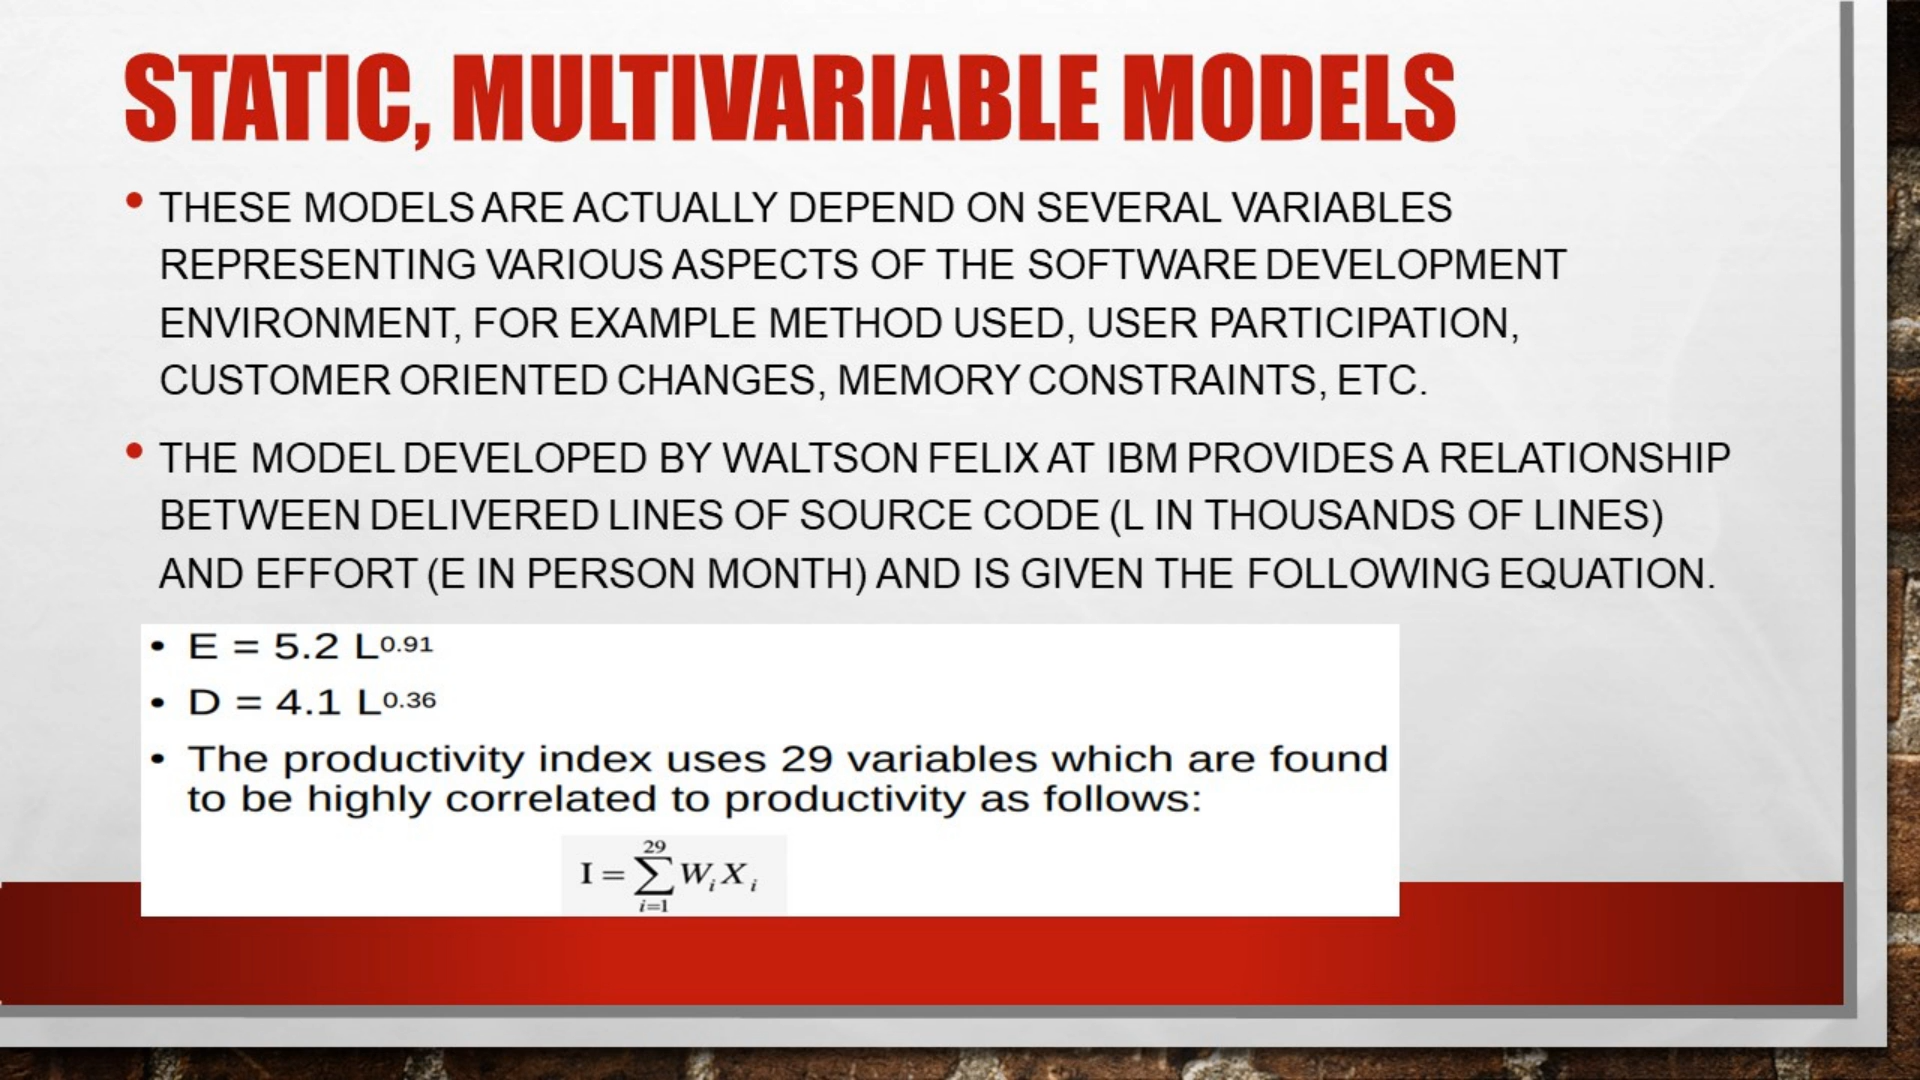 STATIC, MULTIVARIABLE MODELS
• THESE MODELS ARE ACTUALLY DEPEND ON SEVERAL VARIABLES
REPRESENTING VARIOUS ASPECTS OF THE SOFTWARE DEVELOPMENT
ENVIRONMENT, FOR EXAMPLE METHOD USED, USER PARTICIPATION,
CUSTOMER ORIENTED CHANGES, MEMORY CONSTRAINTS, ETC.
• THE MODEL DEVELOPED BY WALTSON FELIX AT IBM PROVIDES A RELATIONSHIP
BETWEEN DELIVERED LINES OF SOURCE CODE (L IN THOUSANDS OF LINES)
AND EFFORT (E IN PERSON MONTH) AND IS GIVEN THE FOLLOWING EQUATION.
• E = 5.2 L^0.91
• D = 4.1 L^0.36
• The productivity index uses 29 variables which are found
to be highly correlated to productivity as follows:
I = ∑_{i=1}^{29} W_i X_i